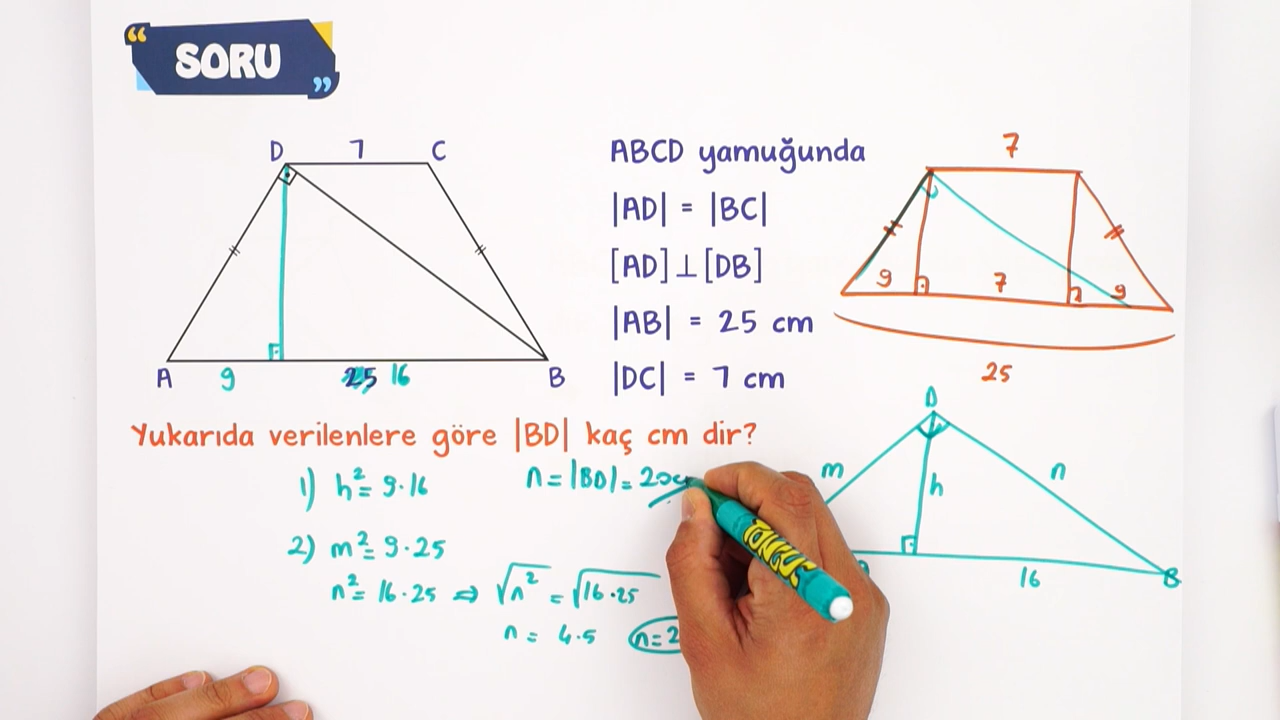 “ SORU ”
D 7 C
A 9 25 16 B
ABCD yamuğunda
|AD| = |BC|
[AD] ⊥ [DB]
|AB| = 25 cm
|DC| = 7 cm
7
9 7 9
25
Yukarıda verilenlere göre |BD| kaç cm dir?
1) h² = 9·16
n = |BD| = 20
2) m² = 9·25
n² = 16·25 ⇒ √n² = √16·25
n = 4·5 n=2
D
m h n
16 B
TONGUÇ